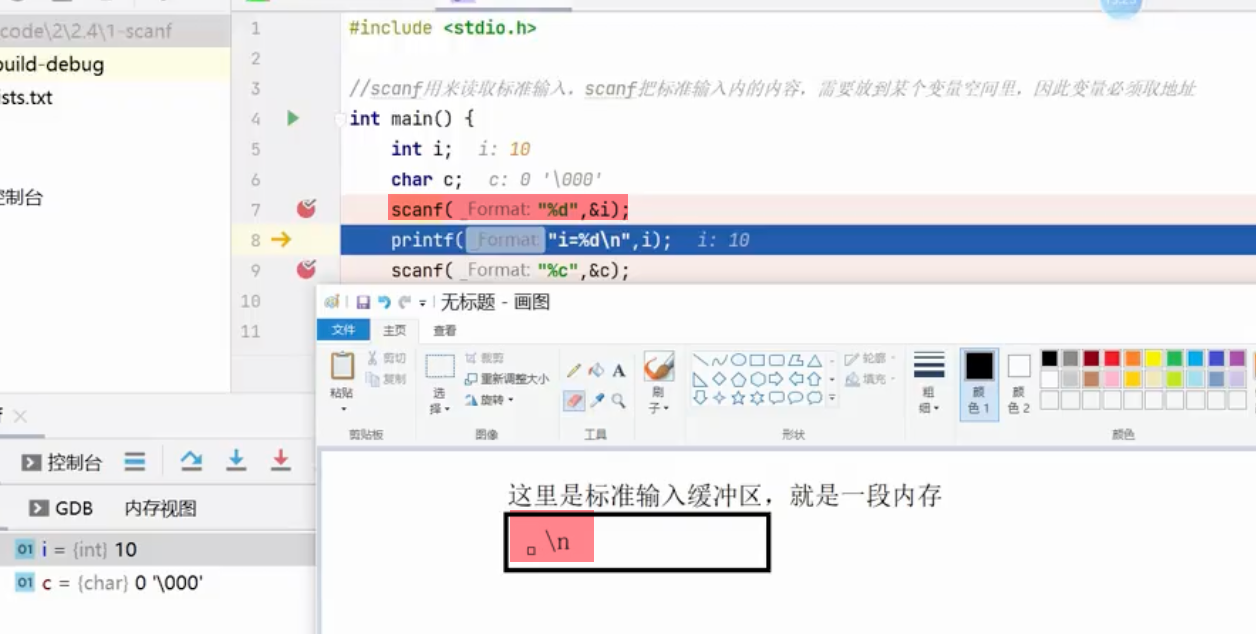 code\2\2.4\1-scanf
build-debug
ists.txt
控制台
1 #include <stdio.h>
2
3 //scanf用来读取标准输入，scanf把标准输入内的内容，需要放到某个变量空间里，因此变量必须取地址
4 int main() {
5 int i; i: 10
6 char c; c: 0 '\000'
7 scanf( _Format: "%d",&i);
8 printf( _Format: "i=%d\n",i); i: 10
9 scanf( _Format: "%c",&c);
10
11
无标题 - 画图
文件 主页 查看
粘贴 剪切 复制 选择 裁剪 重新调整大小 旋转 A 刷子 轮廓 填充 粗细 颜色 1 颜色 2
剪贴板 图像 工具 形状 颜色
控制台
GDB 内存视图
01 i = {int} 10
01 c = {char} 0 '\000'
这里是标准输入缓冲区，就是一段内存
\n